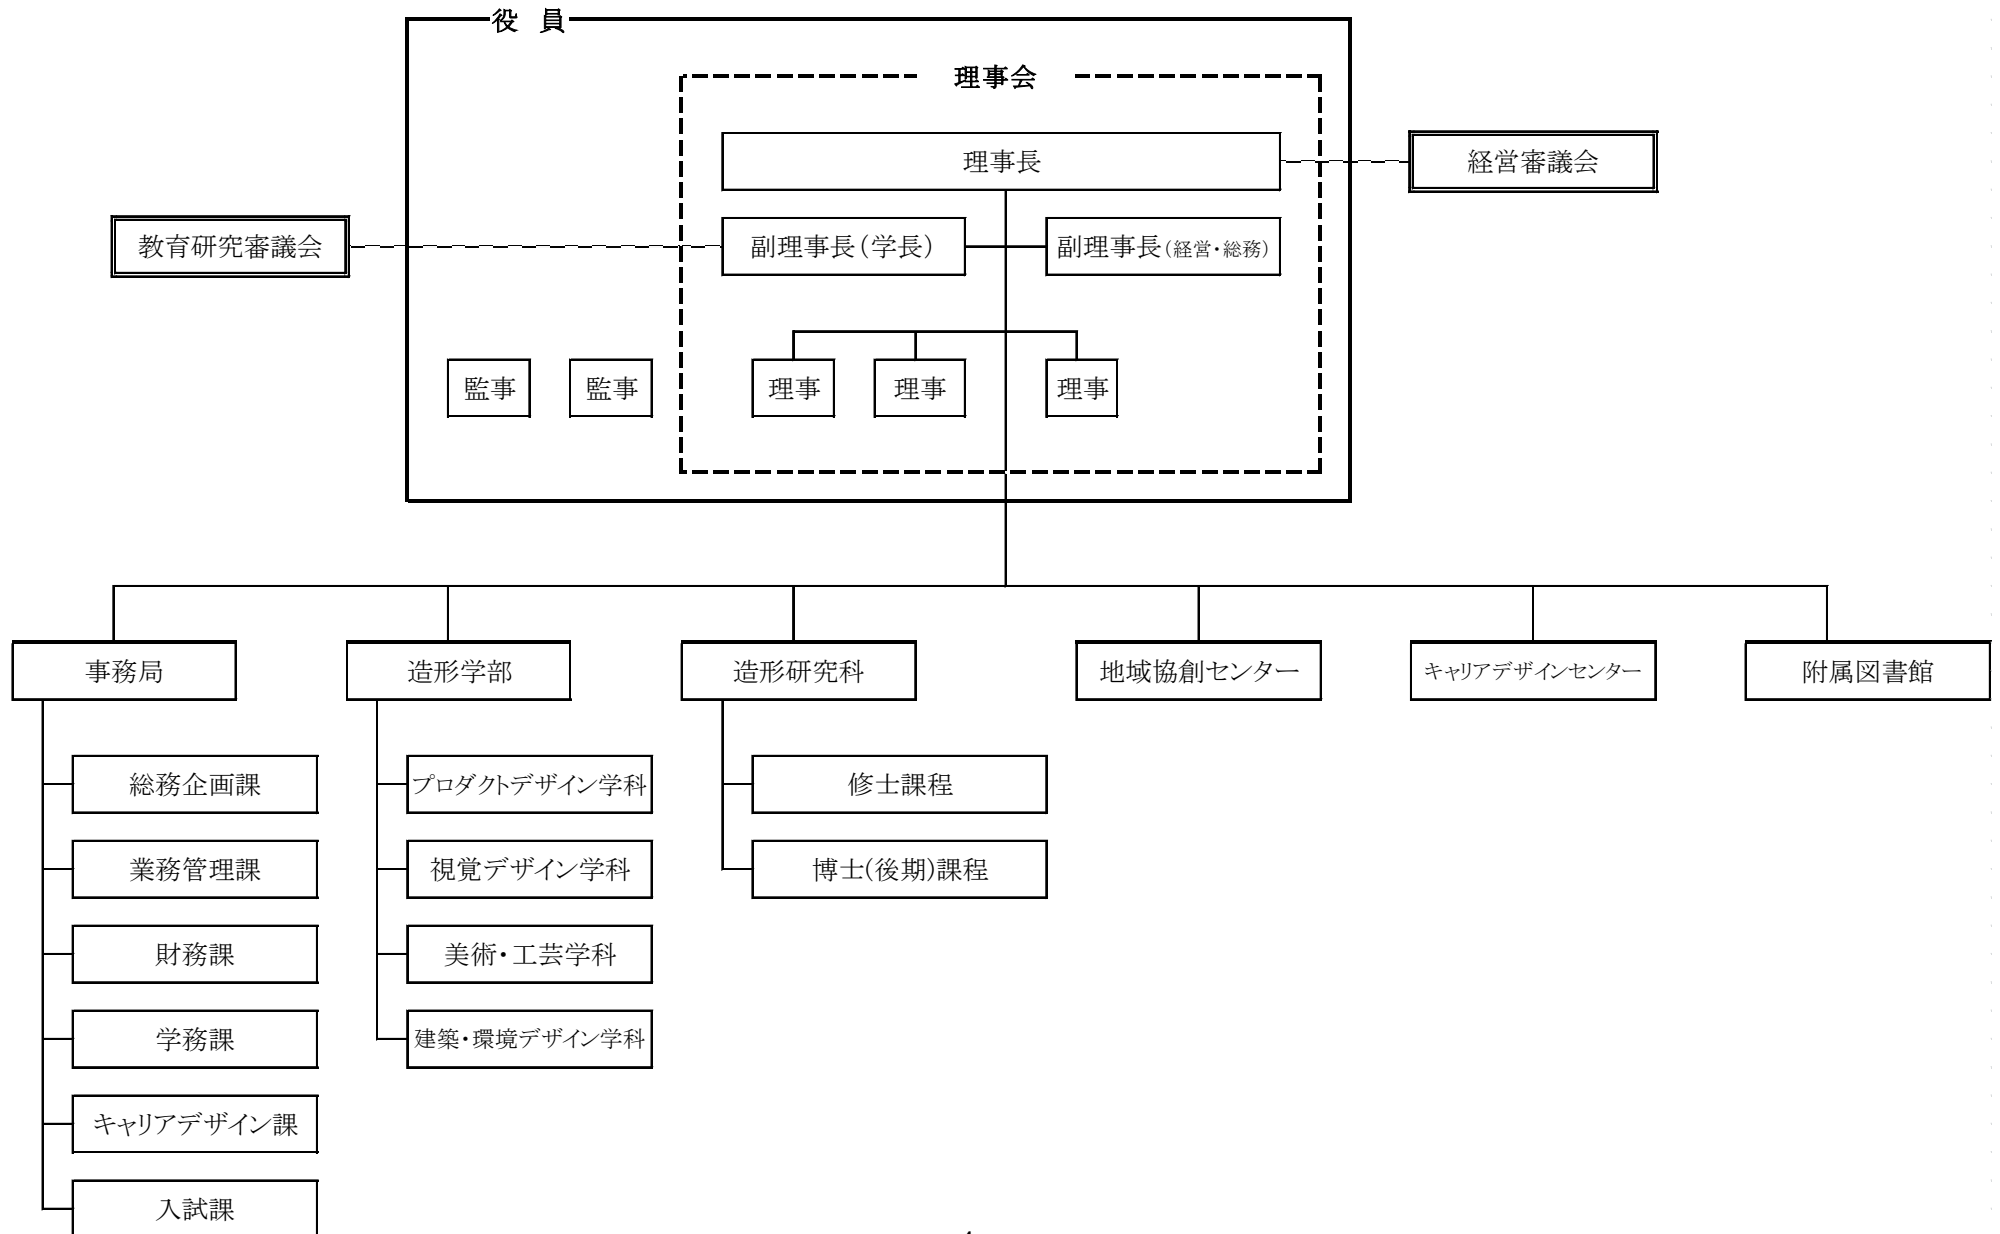 役 員
理事会
理事長
経営審議会
教育研究審議会
副理事長(学長)
副理事長(経営・総務)
監事
監事
理事
理事
理事
事務局
造形学部
造形研究科
地域協創センター
キャリアデザインセンター
附属図書館
総務企画課
プロダクトデザイン学科
修士課程
業務管理課
視覚デザイン学科
博士(後期)課程
財務課
美術・工芸学科
学務課
建築・環境デザイン学科
キャリアデザイン課
入試課